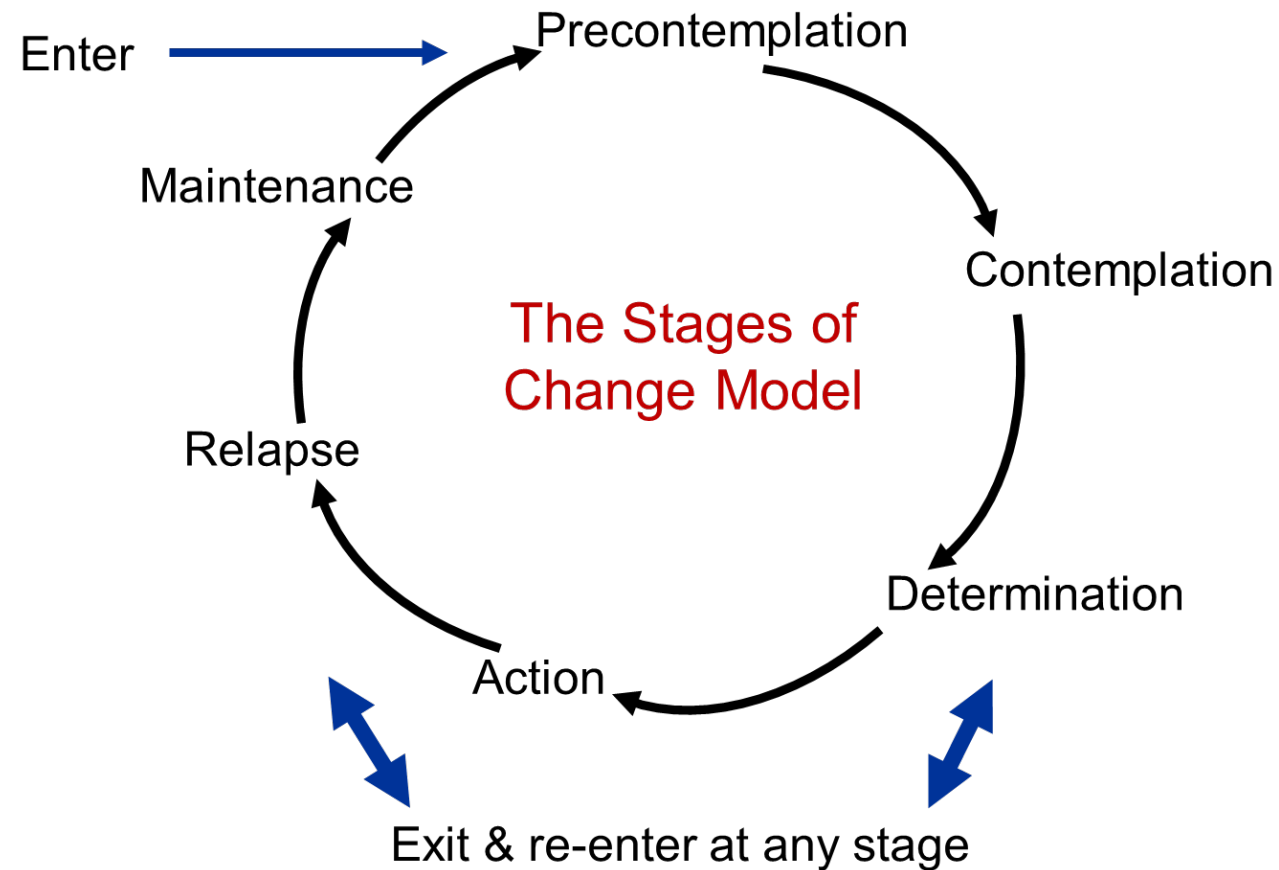 Enter
Precontemplation
Maintenance
Contemplation
The Stages of
Change Model
Relapse
Determination
Action
Exit & re-enter at any stage